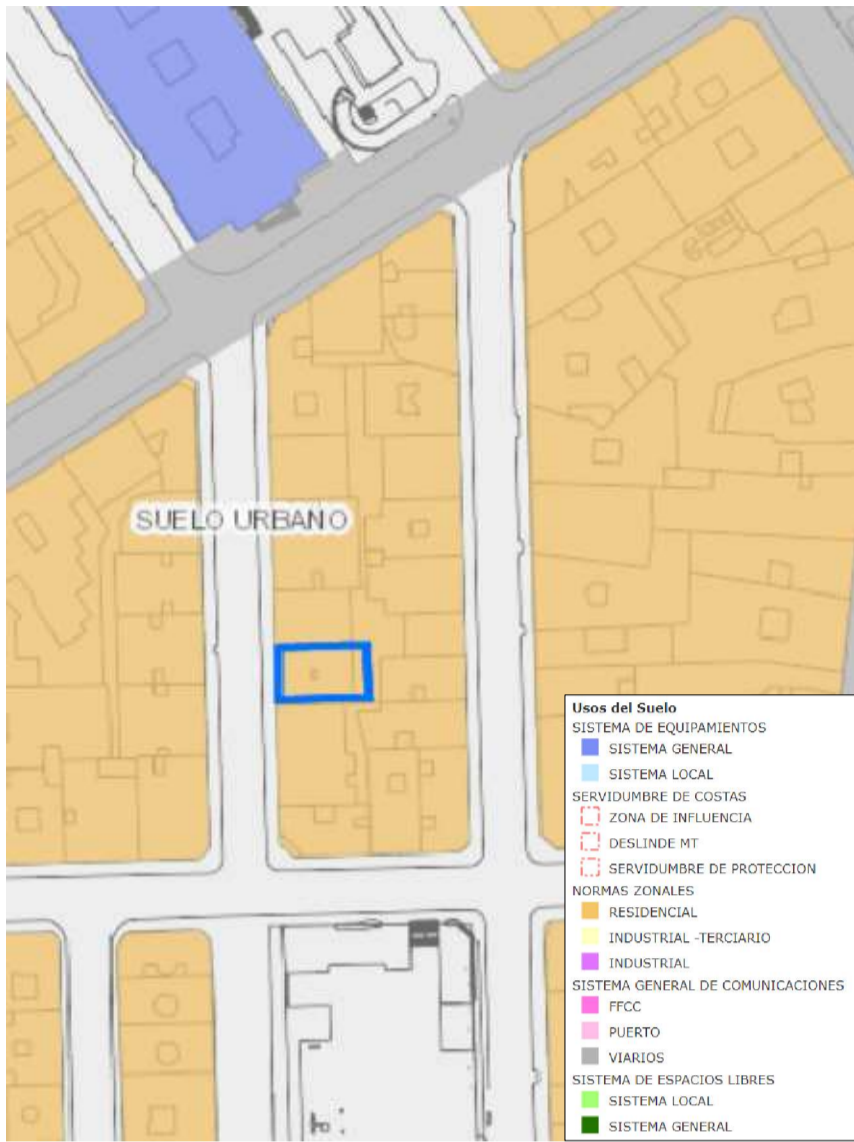 SUELO URBANO
Usos del Suelo
SISTEMA DE EQUIPAMIENTOS
SISTEMA GENERAL
SISTEMA LOCAL
SERVIDUMBRE DE COSTAS
ZONA DE INFLUENCIA
DESLINDE MT
SERVIDUMBRE DE PROTECCION
NORMAS ZONALES
RESIDENCIAL
INDUSTRIAL -TERCIARIO
INDUSTRIAL
SISTEMA GENERAL DE COMUNICACIONES
FFCC
PUERTO
VIARIOS
SISTEMA DE ESPACIOS LIBRES
SISTEMA LOCAL
SISTEMA GENERAL